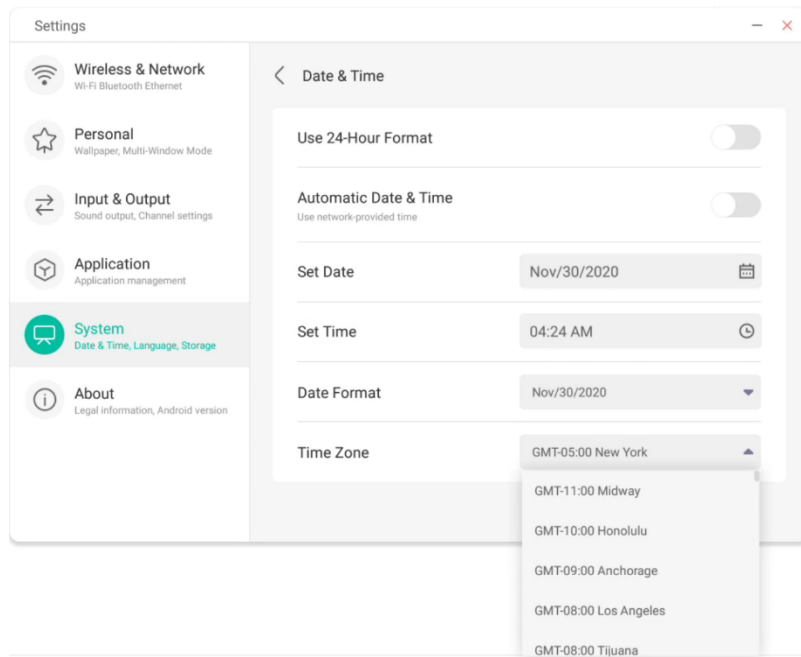 Settings
Wireless & Network
Wi-Fi Bluetooth Ethernet
Personal
Wallpaper, Multi-Window Mode
Input & Output
Sound output, Channel settings
Application
Application management
System
Date & Time, Language, Storage
About
Legal information, Android version
Date & Time
Use 24-Hour Format
Automatic Date & Time
Use network-provided time
Set Date
Nov/30/2020
Set Time
04:24 AM
Date Format
Nov/30/2020
Time Zone
GMT-05:00 New York
GMT-11:00 Midway
GMT-10:00 Honolulu
GMT-09:00 Anchorage
GMT-08:00 Los Angeles
GMT-08:00 Tijuana